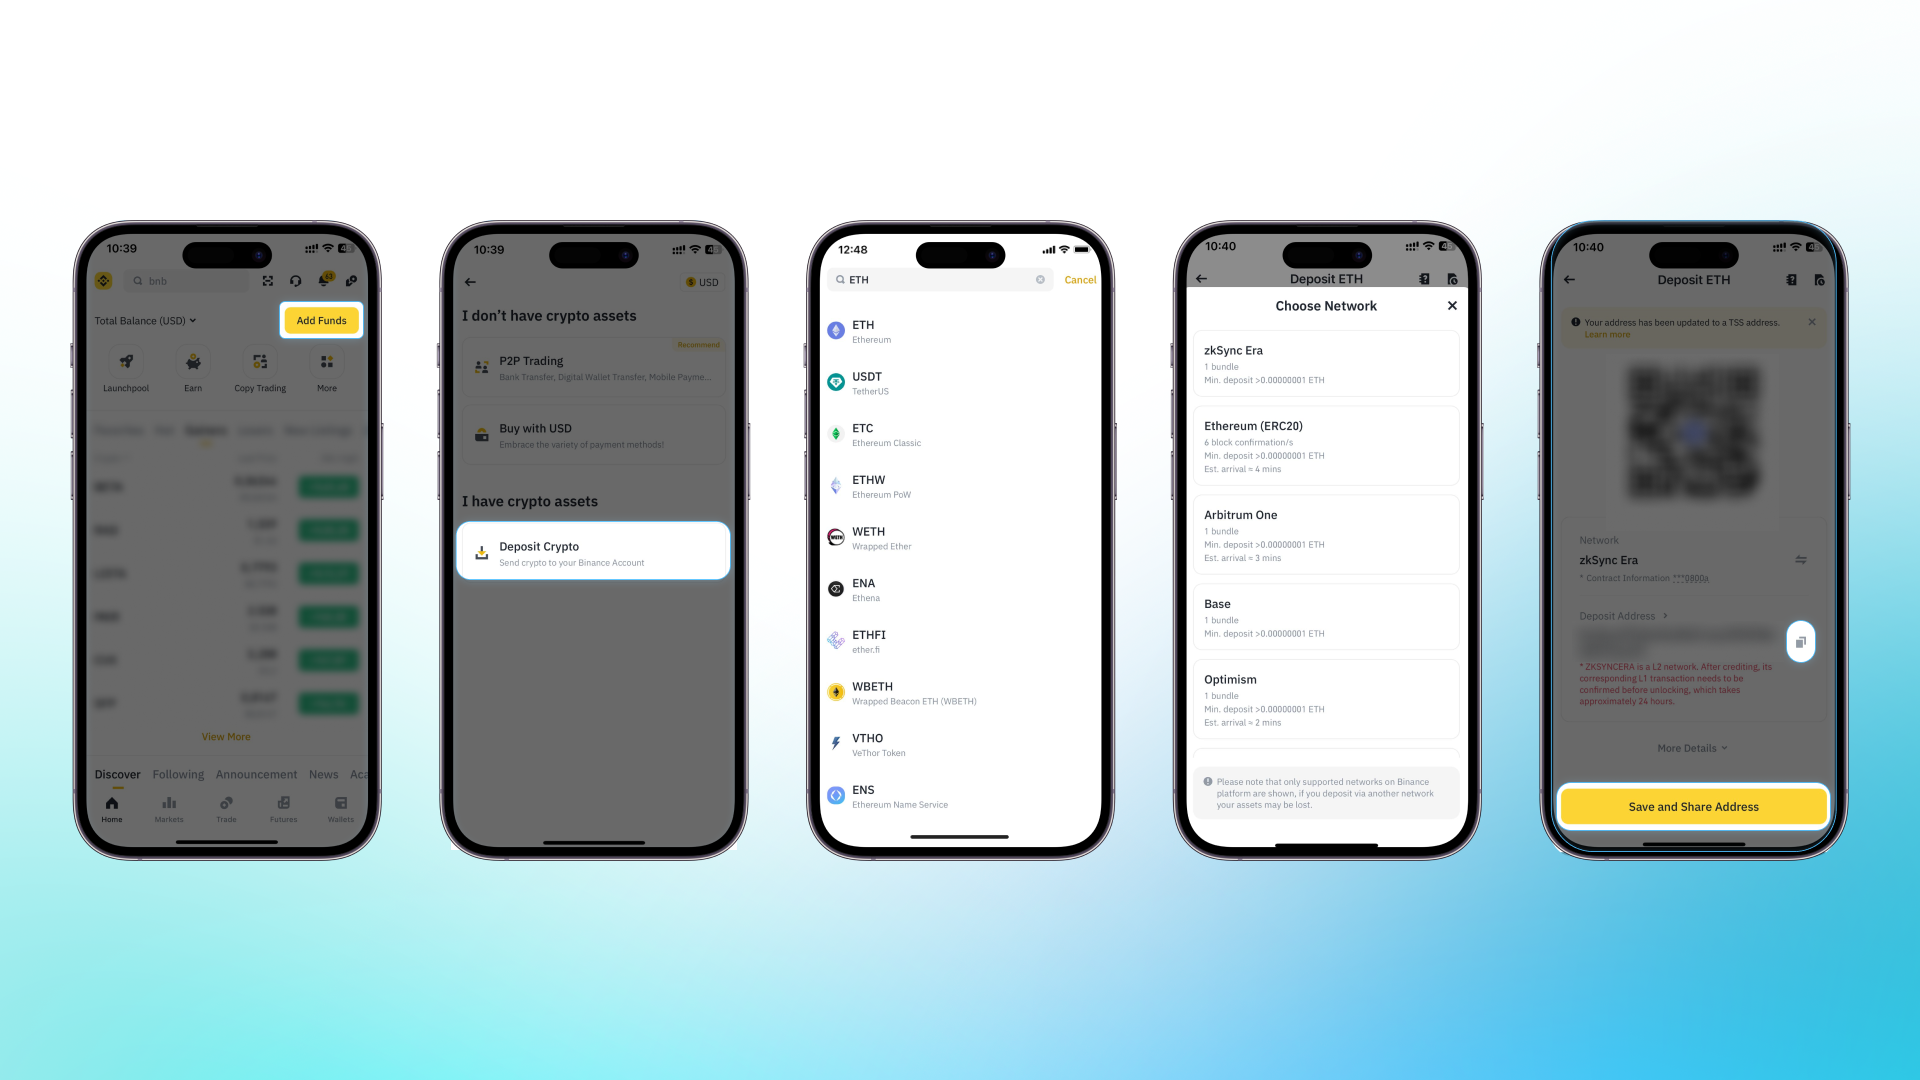 10:39
bnb
63
Total Balance (USD)
Add Funds
Launchpool
Earn
Copy Trading
More
View More
Discover
Following
Announcement
News
Home
Markets
Trade
Futures
Wallets
10:39
USD
I don't have crypto assets
Recommend
P2P Trading
Bank Transfer, Digital Wallet Transfer, Mobile Payme...
Buy with USD
Embrace the variety of payment methods!
I have crypto assets
Deposit Crypto
Send crypto to your Binance Account
12:48
ETH
Cancel
ETH
Ethereum
USDT
TetherUS
ETC
Ethereum Classic
ETHW
Ethereum PoW
WETH
Wrapped Ether
ENA
Ethena
ETHFI
ether.fi
WBETH
Wrapped Beacon ETH (WBETH)
VTHO
VeThor Token
ENS
Ethereum Name Service
10:40
Deposit ETH
Choose Network
zkSync Era
1 bundle
Min. deposit >0.00000001 ETH
Ethereum (ERC20)
6 block confirmation/s
Min. deposit >0.00000001 ETH
Est. arrival ≈ 4 mins
Arbitrum One
1 bundle
Min. deposit >0.00000001 ETH
Est. arrival ≈ 3 mins
Base
1 bundle
Min. deposit >0.00000001 ETH
Optimism
1 bundle
Min. deposit >0.00000001 ETH
Est. arrival ≈ 2 mins
Please note that only supported networks on Binance
platform are shown, if you deposit via another network
your assets may be lost.
10:40
Deposit ETH
Your address has been updated to a TSS address.
Learn more
Network
zkSync Era
* Contract Information ***0800a
Deposit Address
* ZKSYNCERA is a L2 network. After crediting, its
corresponding L1 transaction needs to be
confirmed before unlocking, which takes
approximately 24 hours.
More Details
Save and Share Address